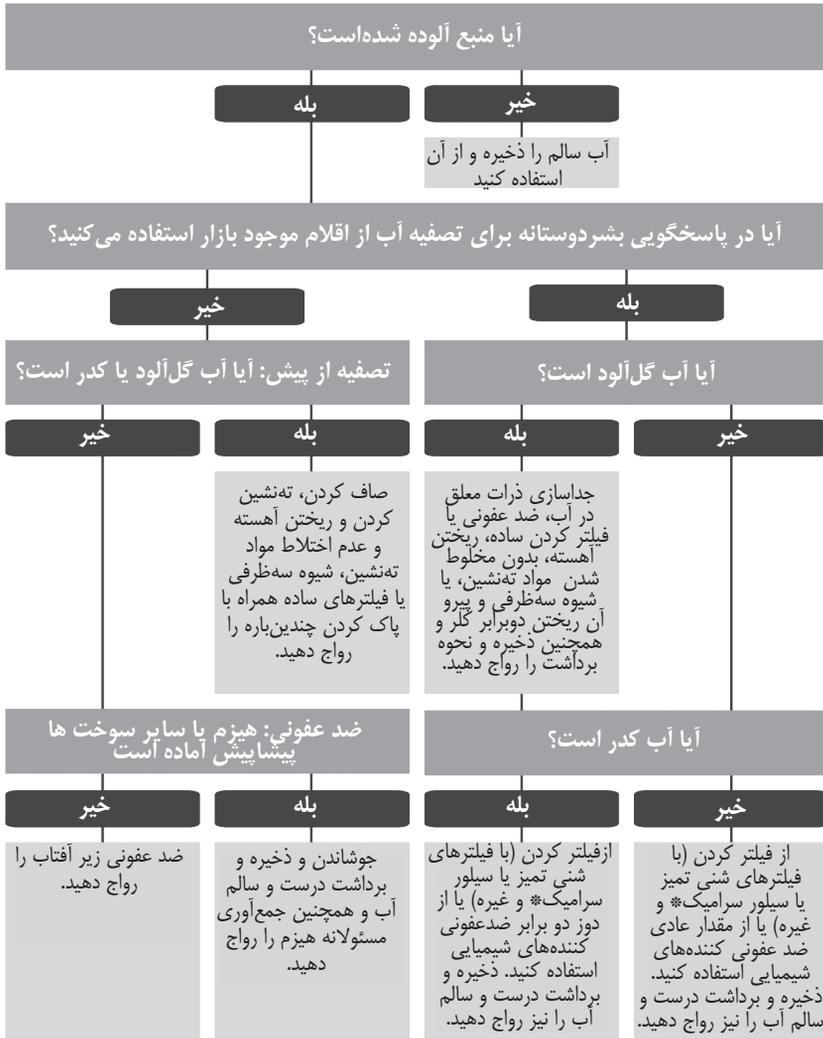 آیا منبع آلوده شده‌است؟
خیر
بله
آب سالم را ذخیره و از آن
استفاده کنید
آیا در پاسخگویی بشردوستانه برای تصفیه آب از اقلام موجود بازار استفاده می‌کنید؟
بله
خیر
آیا آب گل‌آلود است؟
تصفیه از پیش: آیا آب گل‌آلود یا کدر است؟
خیر
بله
بله
خیر
جداسازی ذرات معلق
در آب، ضد عفونی یا
فیلتر کردن ساده، ریختن
آهسته، بدون مخلوط
شدن مواد ته‌نشین، یا
شیوه سه‌ظرفی و پیرو
آن ریختن دوبرابر کلر و
همچنین ذخیره و نحوه
برداشت را رواج دهید.
صاف کردن، ته‌نشین
کردن و ریختن آهسته
و عدم اختلاط مواد
ته‌نشین، شیوه سه‌ظرفی
یا فیلترهای ساده همراه با
پاک کردن چندین‌باره را
رواج دهید.
آیا آب کدر است؟
ضد عفونی: هیزم یا سایر سوخت ها
پیشاپیش آماده است
خیر
بله
بله
خیر
از فیلتر کردن (با
فیلترهای شنی تمیز
یا سیلور سرامیک* و
غیره) یا از مقدار عادی
ضد عفونی کننده‌های
شیمیایی استفاده کنید.
ذخیره و برداشت درست و
سالم آب را نیز رواج دهید.
ازفیلتر کردن (با فیلترهای
شنی تمیز یا سیلور
سرامیک* و غیره) یا از
دوز دو برابر ضدعفونی
کننده‌های شیمیایی
استفاده کنید. ذخیره و
برداشت درست و سالم
آب را نیز رواج دهید.
جوشاندن و ذخیره و
برداشت درست و سالم
آب و همچنین جمع‌آوری
مسئولانه هیزم را رواج
دهید.
ضد عفونی زیر آفتاب را
رواج دهید.